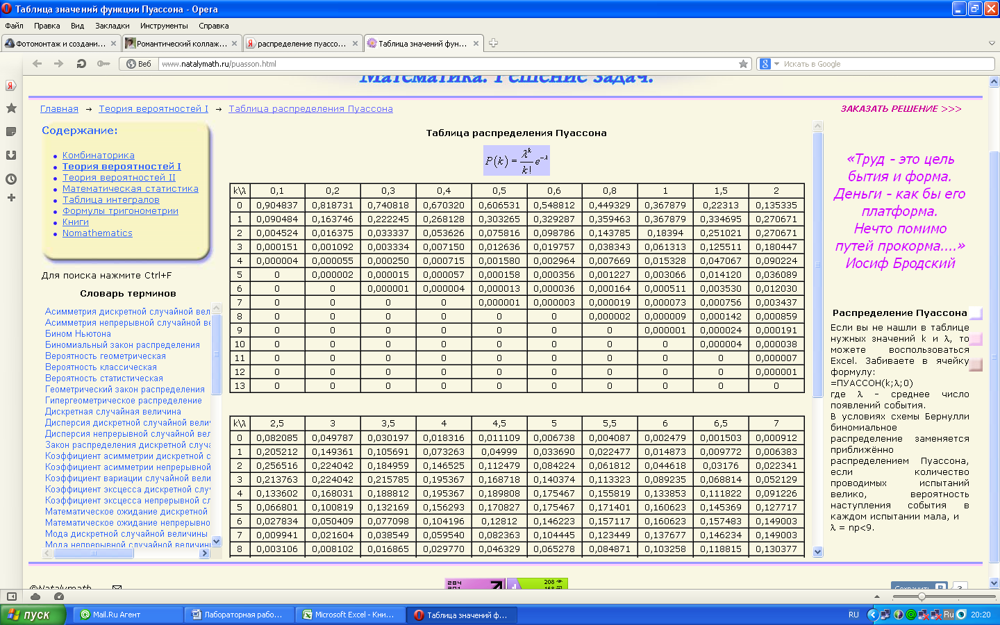 Таблица значений функции Пуассона - Opera
Файл Правка Вид Закладки Инструменты Справка
Фотомонтаж и создани... Романтический коллаж... распределение пуассо... Таблица значений фун...
Веб www.natalymath.ru/puasson.html Искать в Google
Математика. Решение задач.
Главная → Теория вероятностей I → Таблица распределения Пуассона
ЗАКАЗАТЬ РЕШЕНИЕ >>>
Содержание:
Комбинаторика
Теория вероятностей I
Теория вероятностей II
Математическая статистика
Таблица интегралов
Формулы тригонометрии
Книги
Nomathematics
Для поиска нажмите Ctrl+F
Словарь терминов
Асимметрия дискретной случайной вел
Асимметрия непрерывной случайной ве
Бином Ньютона
Биномиальный закон распределения
Вероятность геометрическая
Вероятность классическая
Вероятность статистическая
Геометрический закон распределения
Гипергеометрическое распределение
Дискретная случайная величина
Дисперсия дискретной случайной велич
Дисперсия непрерывной случайной вели
Закон распределения дискретной случа
Коэффициент асимметрии дискретной с
Коэффициент асимметрии непрерывной
Коэффициент вариации случайной вели
Коэффициент эксцесса дискретной случ
Коэффициент эксцесса непрерывной сл
Математическое ожидание дискретной
Математическое ожидание непрерывно
Мода дискретной случайной величины
Мода непрерывной случайной величины
Таблица распределения Пуассона
P(k) = λ^k / k! e^-λ
k\λ 0,1 0,2 0,3 0,4 0,5 0,6 0,8 1 1,5 2
0 0,904837 0,818731 0,740818 0,670320 0,606531 0,548812 0,449329 0,367879 0,22313 0,135335
1 0,090484 0,163746 0,222245 0,268128 0,303265 0,329287 0,359463 0,367879 0,334695 0,270671
2 0,004524 0,016375 0,033337 0,053626 0,075816 0,098786 0,143785 0,18394 0,251021 0,270671
3 0,000151 0,001092 0,003334 0,007150 0,012636 0,019757 0,038343 0,061313 0,125511 0,180447
4 0,000004 0,000055 0,000250 0,000715 0,001580 0,002964 0,007669 0,015328 0,047067 0,090224
5 0 0,000002 0,000015 0,000057 0,000158 0,000356 0,001227 0,003066 0,014120 0,036089
6 0 0 0,000001 0,000004 0,000013 0,000036 0,000164 0,000511 0,003530 0,012030
7 0 0 0 0 0,000001 0,000003 0,000019 0,000073 0,000756 0,003437
8 0 0 0 0 0 0 0,000002 0,000009 0,000142 0,000859
9 0 0 0 0 0 0 0 0,000001 0,000024 0,000191
10 0 0 0 0 0 0 0 0 0,000004 0,000038
11 0 0 0 0 0 0 0 0 0 0,000007
12 0 0 0 0 0 0 0 0 0 0,000001
13 0 0 0 0 0 0 0 0 0 0
k\λ 2,5 3 3,5 4 4,5 5 5,5 6 6,5 7
0 0,082085 0,049787 0,030197 0,018316 0,011109 0,006738 0,004087 0,002479 0,001503 0,000912
1 0,205212 0,149361 0,105691 0,073263 0,04999 0,033690 0,022477 0,014873 0,009772 0,006383
2 0,256516 0,224042 0,184959 0,146525 0,112479 0,084224 0,061812 0,044618 0,03176 0,022341
3 0,213763 0,224042 0,215785 0,195367 0,168718 0,140374 0,113323 0,089235 0,068814 0,052129
4 0,133602 0,168031 0,188812 0,195367 0,189808 0,175467 0,155819 0,133853 0,111822 0,091226
5 0,066801 0,100819 0,132169 0,156293 0,170827 0,175467 0,171401 0,160623 0,145369 0,127717
6 0,027834 0,050409 0,077098 0,104196 0,12812 0,146223 0,157117 0,160623 0,157483 0,149003
7 0,009941 0,021604 0,038549 0,059540 0,082363 0,104445 0,123449 0,137677 0,146234 0,149003
8 0,003106 0,008102 0,016865 0,029770 0,046329 0,065278 0,084871 0,103258 0,118815 0,130377
«Труд - это цель
бытия и форма.
Деньги - как бы его
платформа.
Нечто помимо
путей прокорма....»
Иосиф Бродский
Распределение Пуассона
Если вы не нашли в таблице
нужных значений k и λ, то
можете воспользоваться
Excel. Забиваете в ячейку
формулу:
=ПУАССОН(k;λ;0)
где λ - среднее число
появлений события.
В условиях схемы Бернулли
биномиальное
распределение заменяется
приближённо
распределением Пуассона,
если количество
проводимых испытаний
велико, вероятность
наступления события в
каждом испытании мала, и
λ = np<9.
©Natalymath
284
208
Сохранить
3
пуск Mail.Ru Агент Лабораторная рабо... Microsoft Excel - Кни... Таблица значений ф... RU Ru 20:20